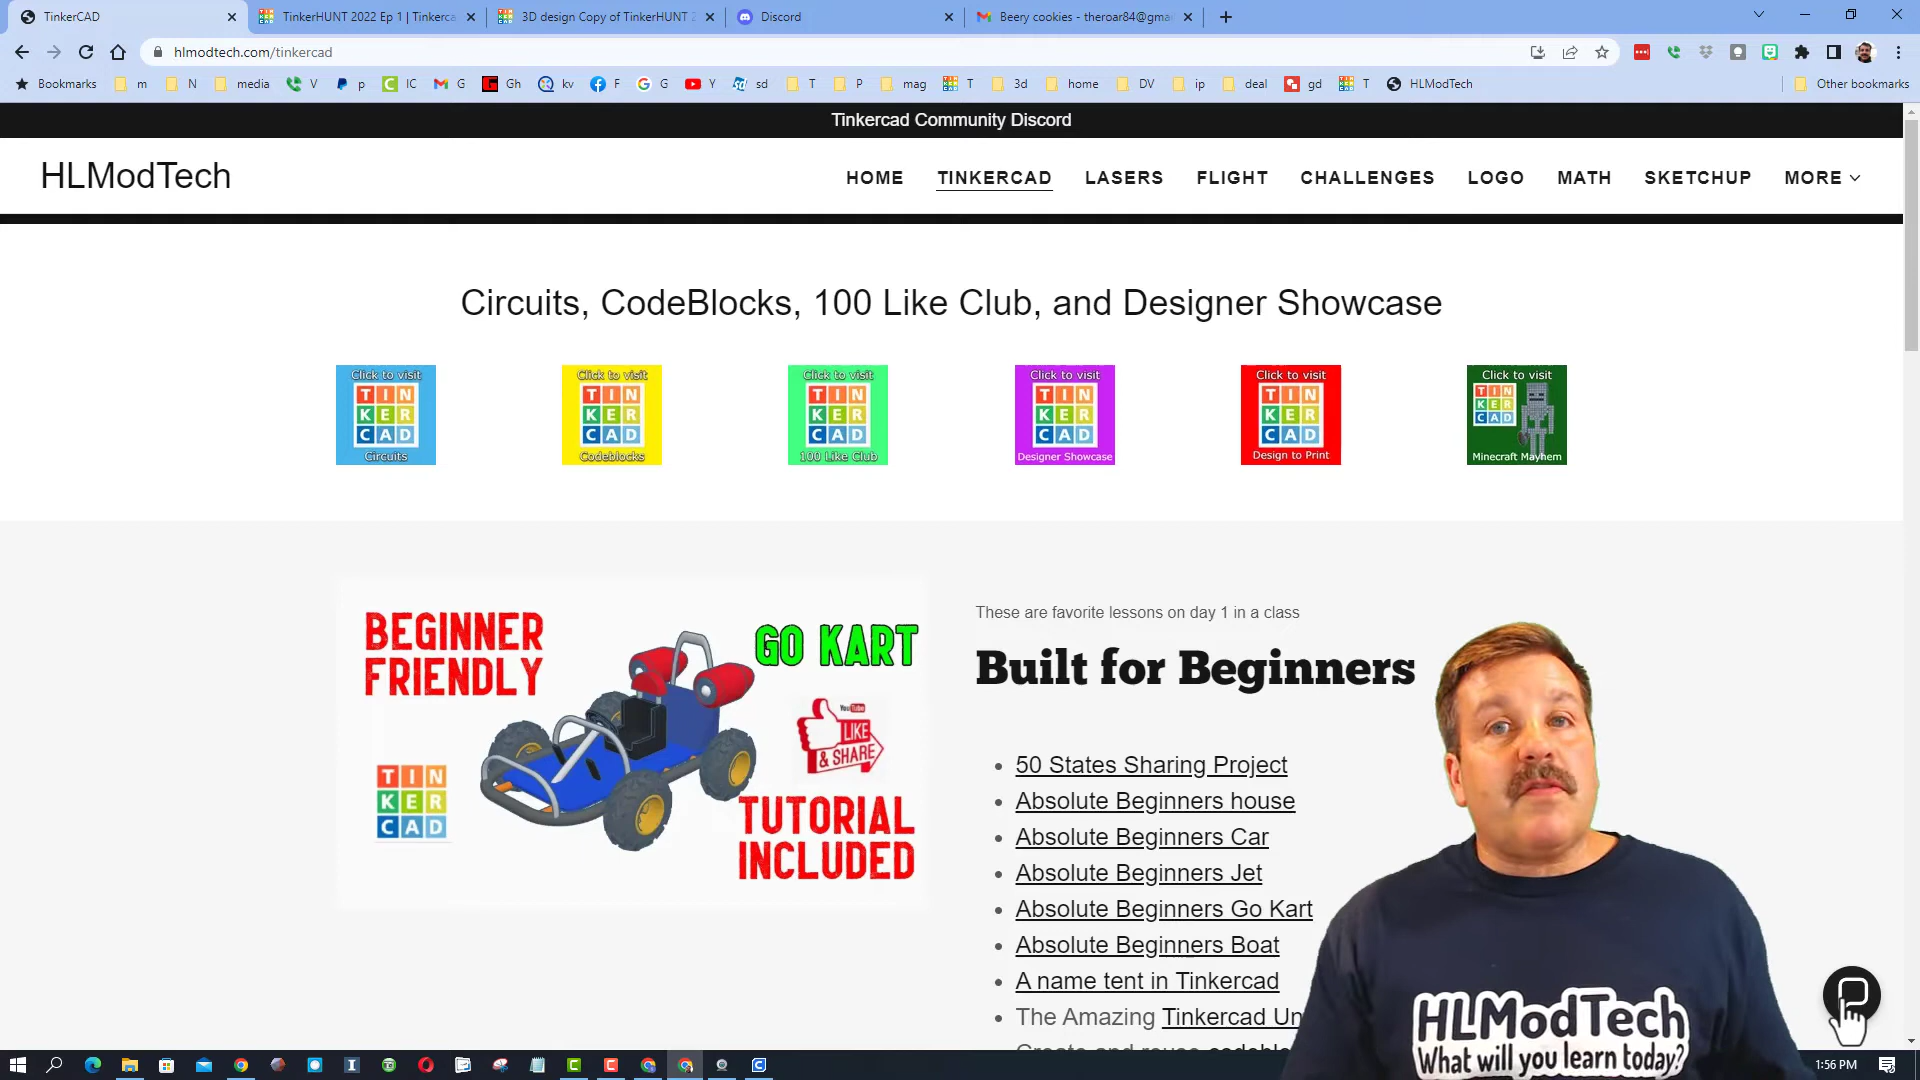 TinkerCAD
TinkerHUNT 2022 Ep 1 | Tinkerca
3D design Copy of TinkerHUNT 2
Discord
Beery cookies - theroar84@gmai
hlmodtech.com/tinkercad
Bookmarks m N media V p IC G Gh kv F G Y sd T P mag T 3d home DV ip deal gd T HLModTech Other bookmarks
Tinkercad Community Discord
HLModTech
HOME TINKERCAD LASERS FLIGHT CHALLENGES LOGO MATH SKETCHUP MORE
Circuits, CodeBlocks, 100 Like Club, and Designer Showcase
Click to visit
TIN
KER
CAD
Circuits
Click to visit
TIN
KER
CAD
Codeblocks
Click to visit
TIN
KER
CAD
100 Like Club
Click to visit
TIN
KER
CAD
Designer Showcase
Click to visit
TIN
KER
CAD
Design to Print
Click to visit
TIN
KER
CAD
Minecraft Mayhem
BEGINNER
FRIENDLY
GO KART
YouTube
LIKE
& SHARE
TIN
KER
CAD
TUTORIAL
INCLUDED
These are favorite lessons on day 1 in a class
Built for Beginners
50 States Sharing Project
Absolute Beginners house
Absolute Beginners Car
Absolute Beginners Jet
Absolute Beginners Go Kart
Absolute Beginners Boat
A name tent in Tinkercad
The Amazing Tinkercad Un
HLModTech
What will you learn today?
1:56 PM